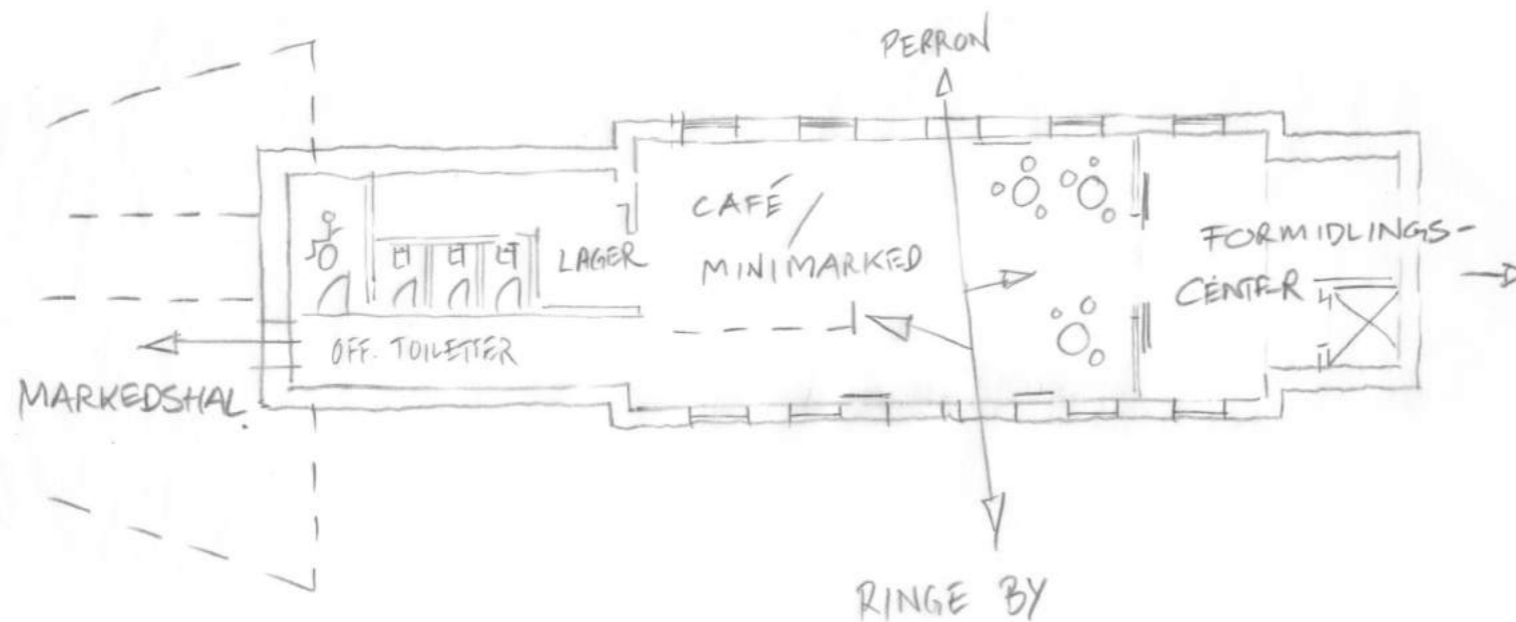 PERRON
CAFÉ/
MINIMARKED
LAGER
FORMIDLINGS-
CENTER
OFF. TOILETTER
MARKEDSHAL.
RINGE BY